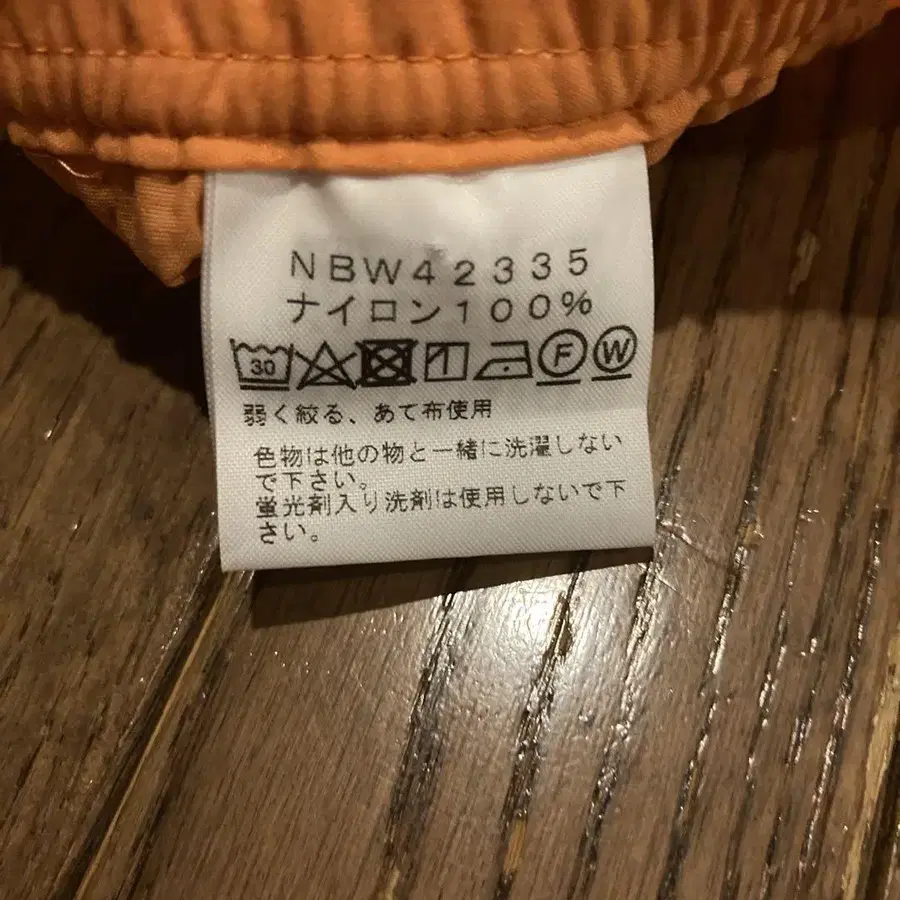 NBW42335
ナイロン100%
30 F W
弱く絞る、あて布使用
色物は他の物と一緒に洗濯しない
で下さい。
蛍光剤入り洗剤は使用しないで下
さい。